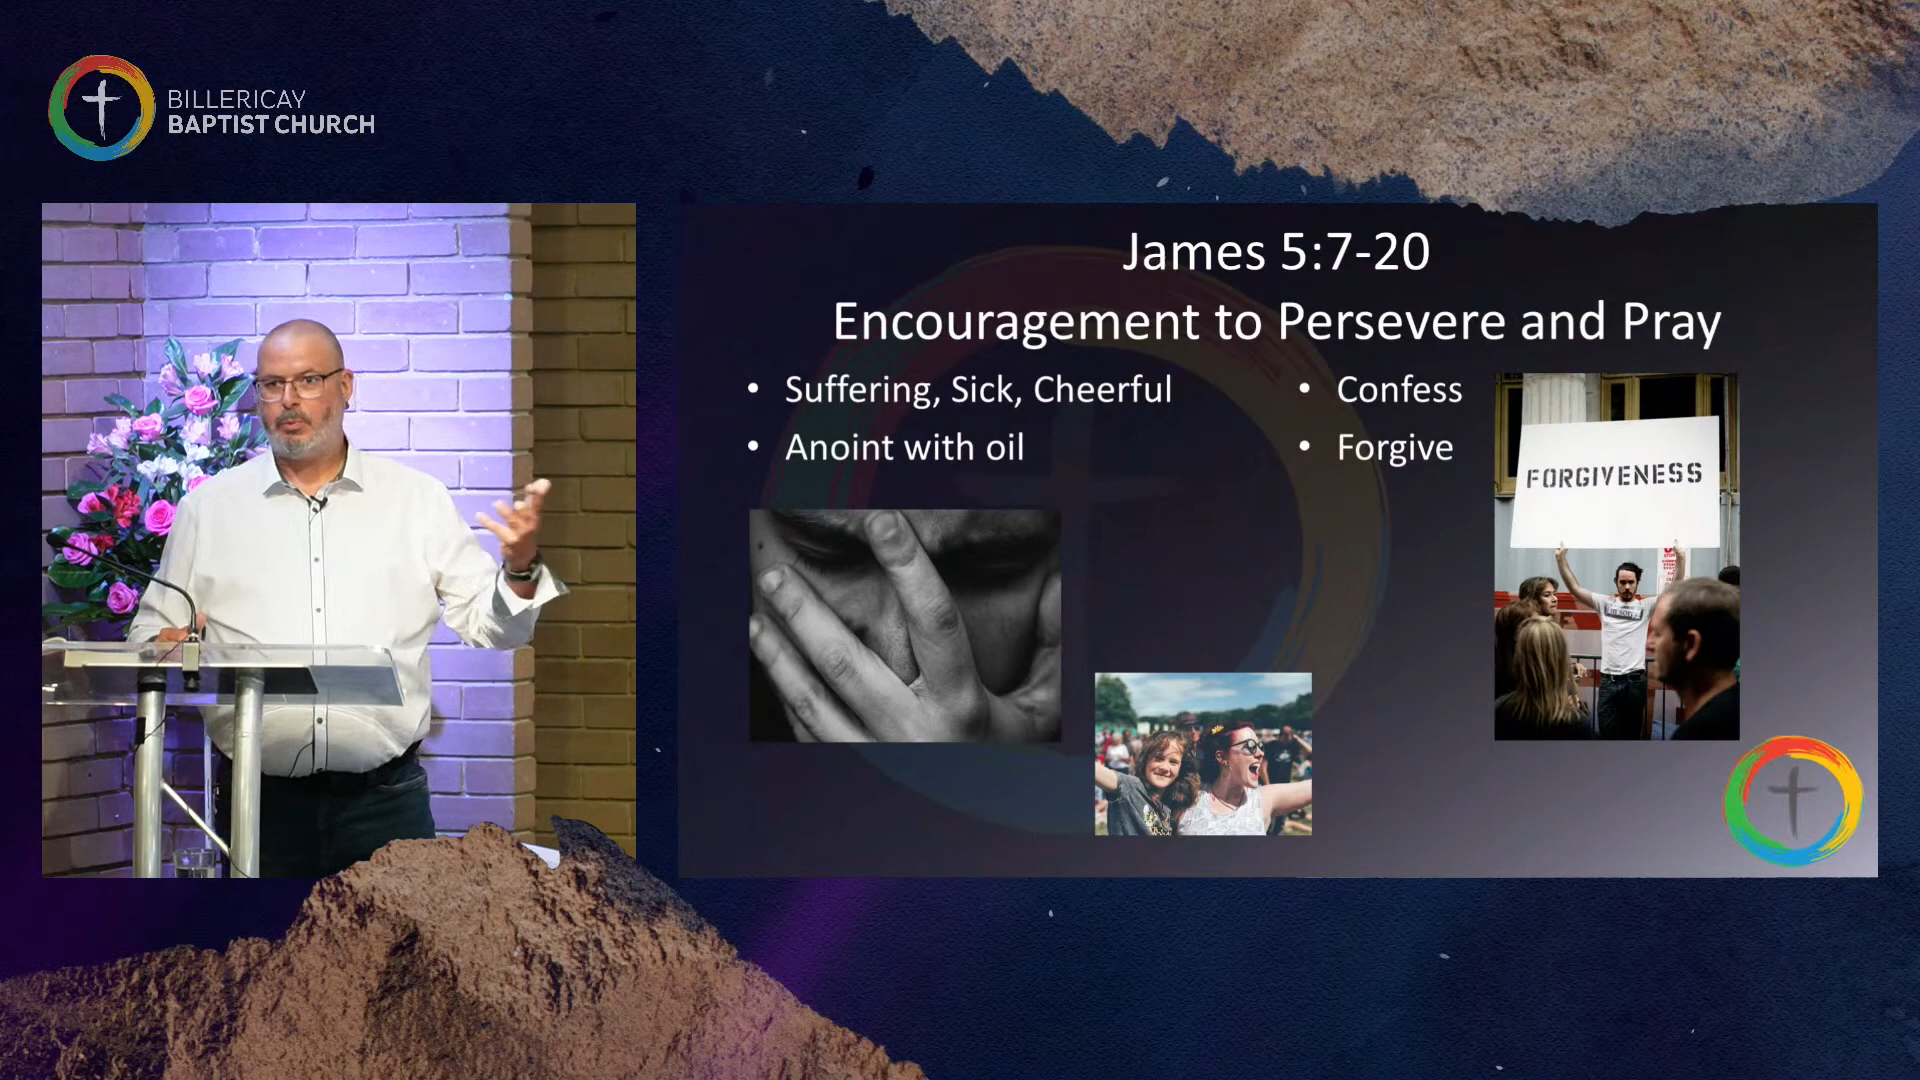 BILLERICAY
BAPTIST CHURCH
James 5:7-20
Encouragement to Persevere and Pray
• Suffering, Sick, Cheerful
• Anoint with oil
• Confess
• Forgive
FORGIVENESS